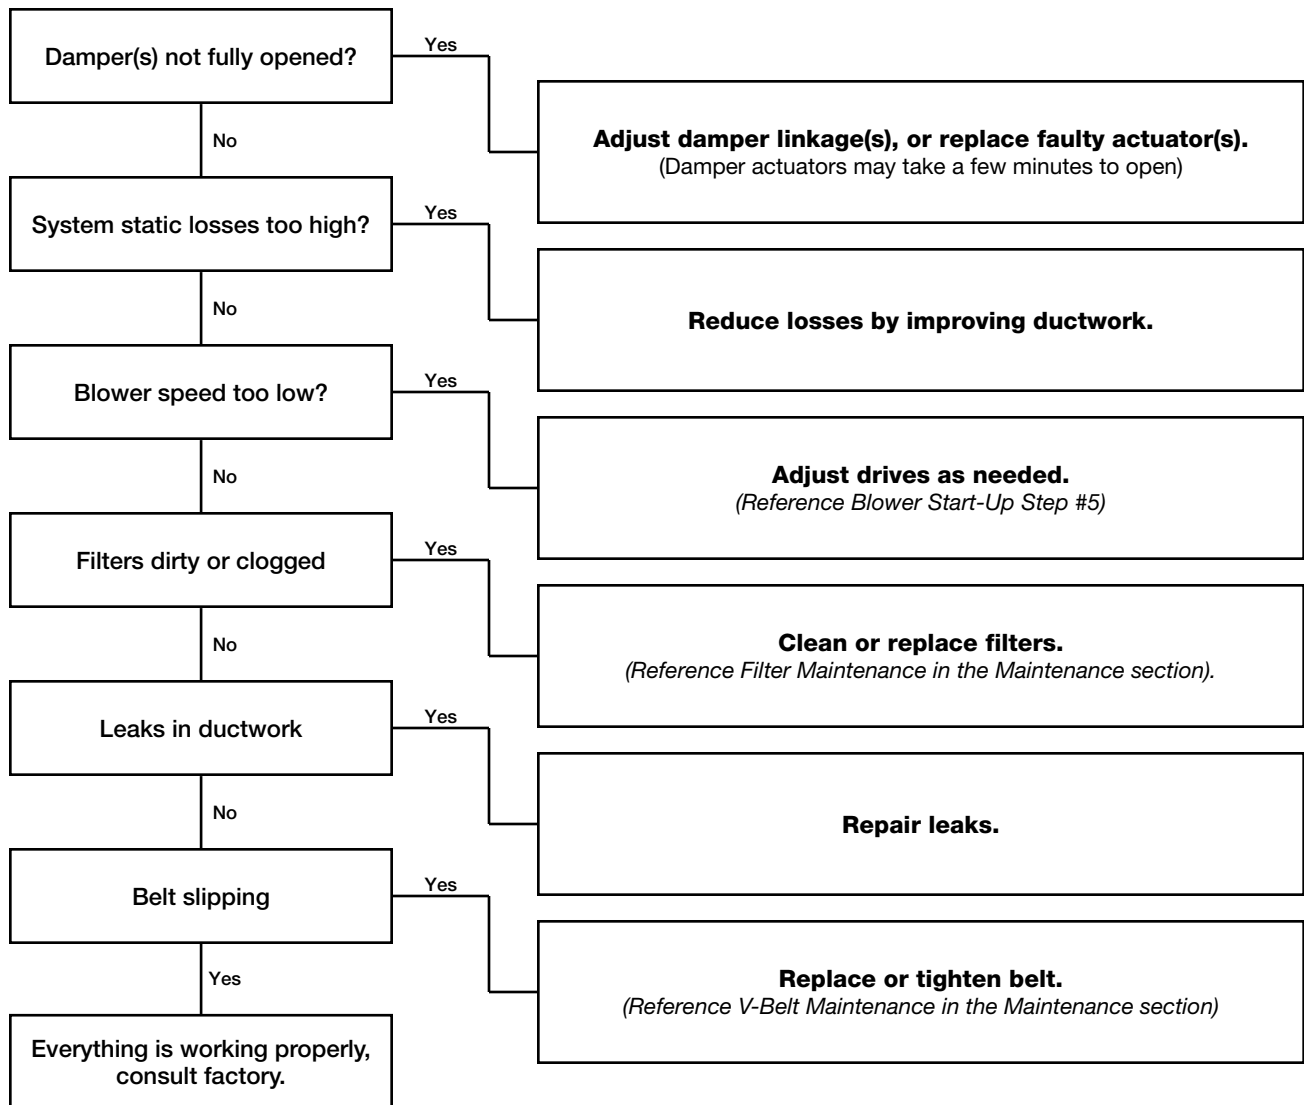 Damper(s) not fully opened?
Yes
Adjust damper linkage(s), or replace faulty actuator(s).
(Damper actuators may take a few minutes to open)
No
System static losses too high?
Yes
Reduce losses by improving ductwork.
No
Blower speed too low?
Yes
Adjust drives as needed.
(Reference Blower Start-Up Step #5)
No
Filters dirty or clogged
Yes
Clean or replace filters.
(Reference Filter Maintenance in the Maintenance section).
No
Leaks in ductwork
Yes
Repair leaks.
No
Belt slipping
Yes
Replace or tighten belt.
(Reference V-Belt Maintenance in the Maintenance section)
Yes
Everything is working properly,
consult factory.